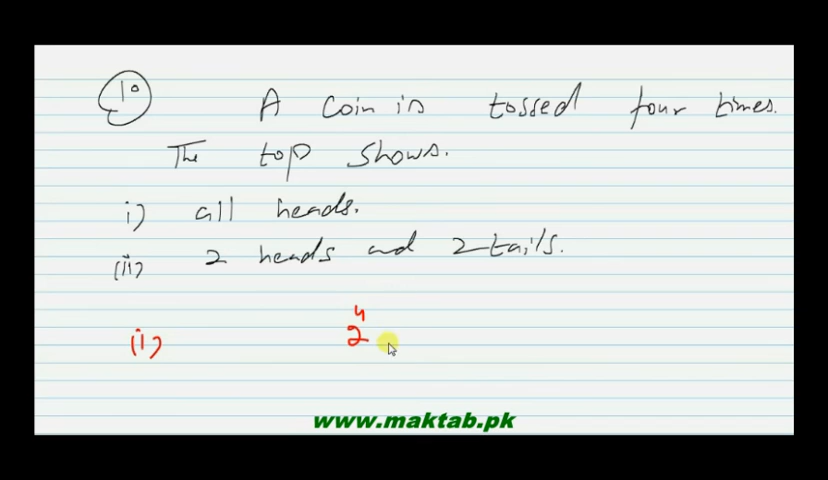 10 A coin is tossed four times.
The top shows.
i) all heads.
(ii) 2 heads and 2 tails.
(i) 2⁴
www.maktab.pk